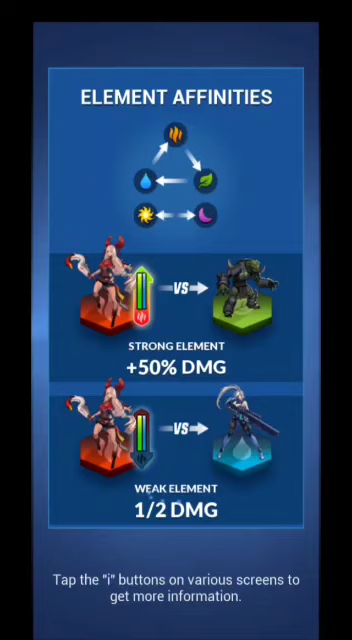 ELEMENT AFFINITIES
VS
STRONG ELEMENT
+50% DMG
VS
WEAK ELEMENT
1/2 DMG
Tap the "i" buttons on various screens to
get more information.